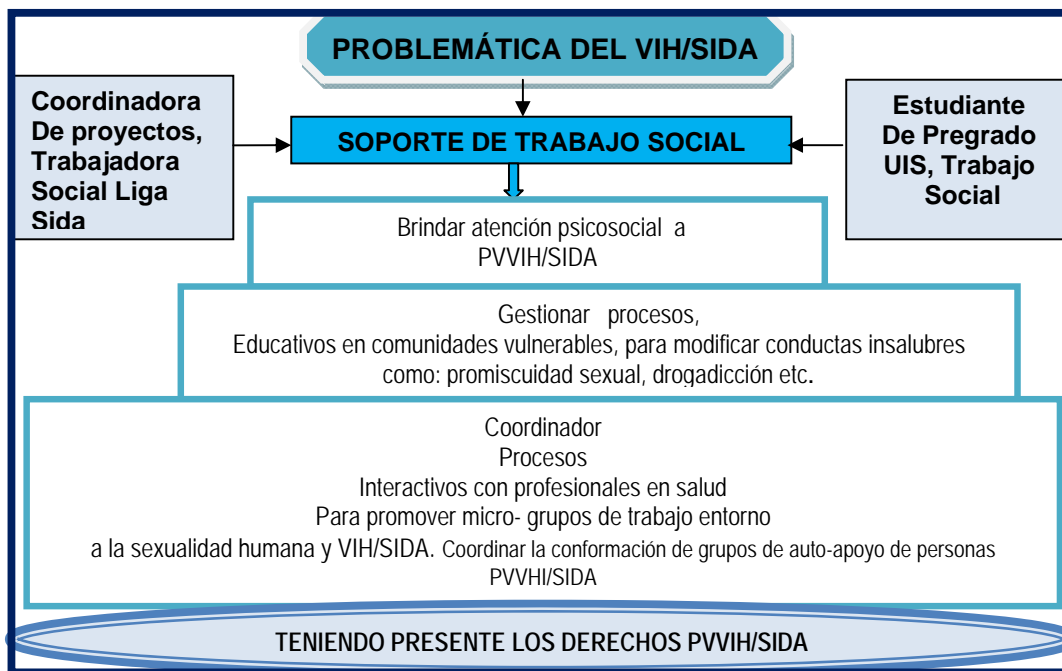 PROBLEMÁTICA DEL VIH/SIDA
Coordinadora
De proyectos,
Trabajadora
Social Liga
Sida
SOPORTE DE TRABAJO SOCIAL
Estudiante
De Pregrado
UIS, Trabajo
Social
Brindar atención psicosocial a
PVVIH/SIDA
Gestionar procesos,
Educativos en comunidades vulnerables, para modificar conductas insalubres
como: promiscuidad sexual, drogadicción etc.
Coordinador
Procesos
Interactivos con profesionales en salud
Para promover micro- grupos de trabajo entorno
a la sexualidad humana y VIH/SIDA. Coordinar la conformación de grupos de auto-apoyo de personas
PVVHI/SIDA
TENIENDO PRESENTE LOS DERECHOS PVVIH/SIDA